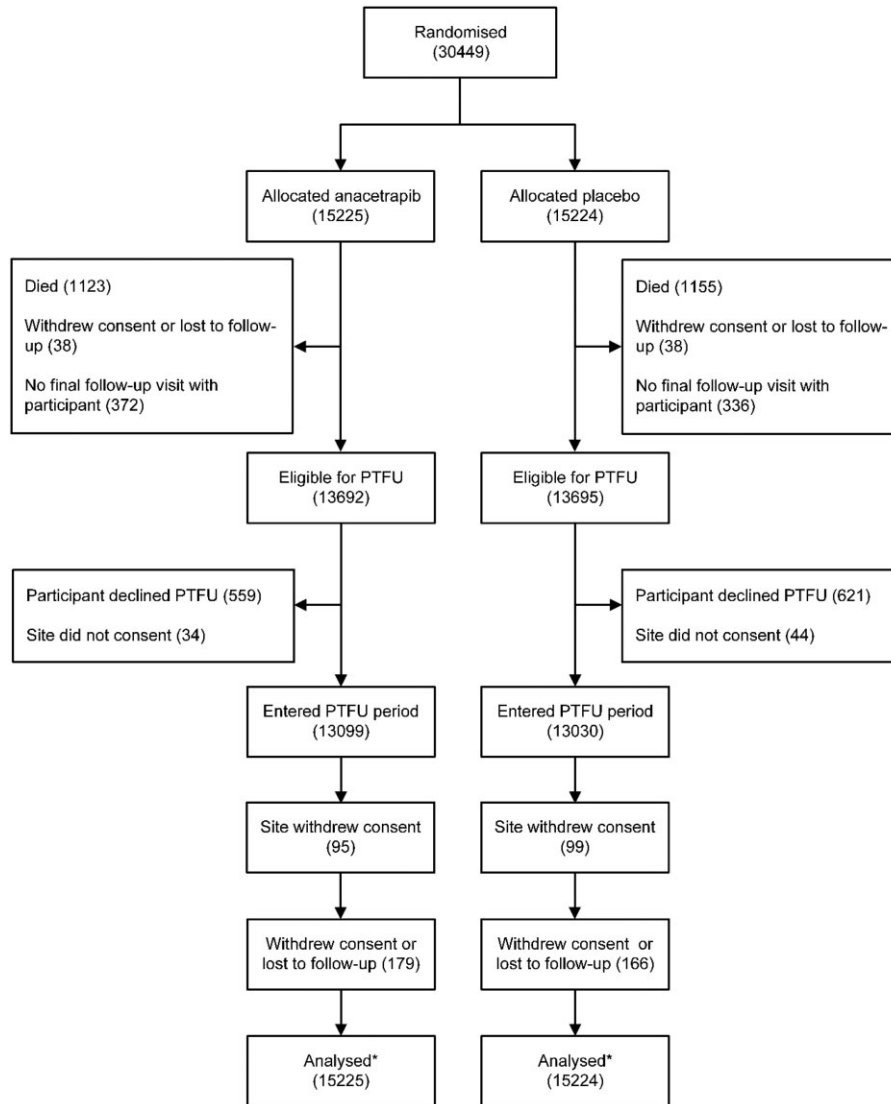 Randomised
(30449)
Allocated anacetrapib
(15225)
Allocated placebo
(15224)
Died (1123)
Withdrew consent or lost to follow-
up (38)
No final follow-up visit with
participant (372)
Died (1155)
Withdrew consent or lost to follow-
up (38)
No final follow-up visit with
participant (336)
Eligible for PTFU
(13692)
Eligible for PTFU
(13695)
Participant declined PTFU (559)
Site did not consent (34)
Participant declined PTFU (621)
Site did not consent (44)
Entered PTFU period
(13099)
Entered PTFU period
(13030)
Site withdrew consent
(95)
Site withdrew consent
(99)
Withdrew consent or
lost to follow-up (179)
Withdrew consent or
lost to follow-up (166)
Analysed*
(15225)
Analysed*
(15224)